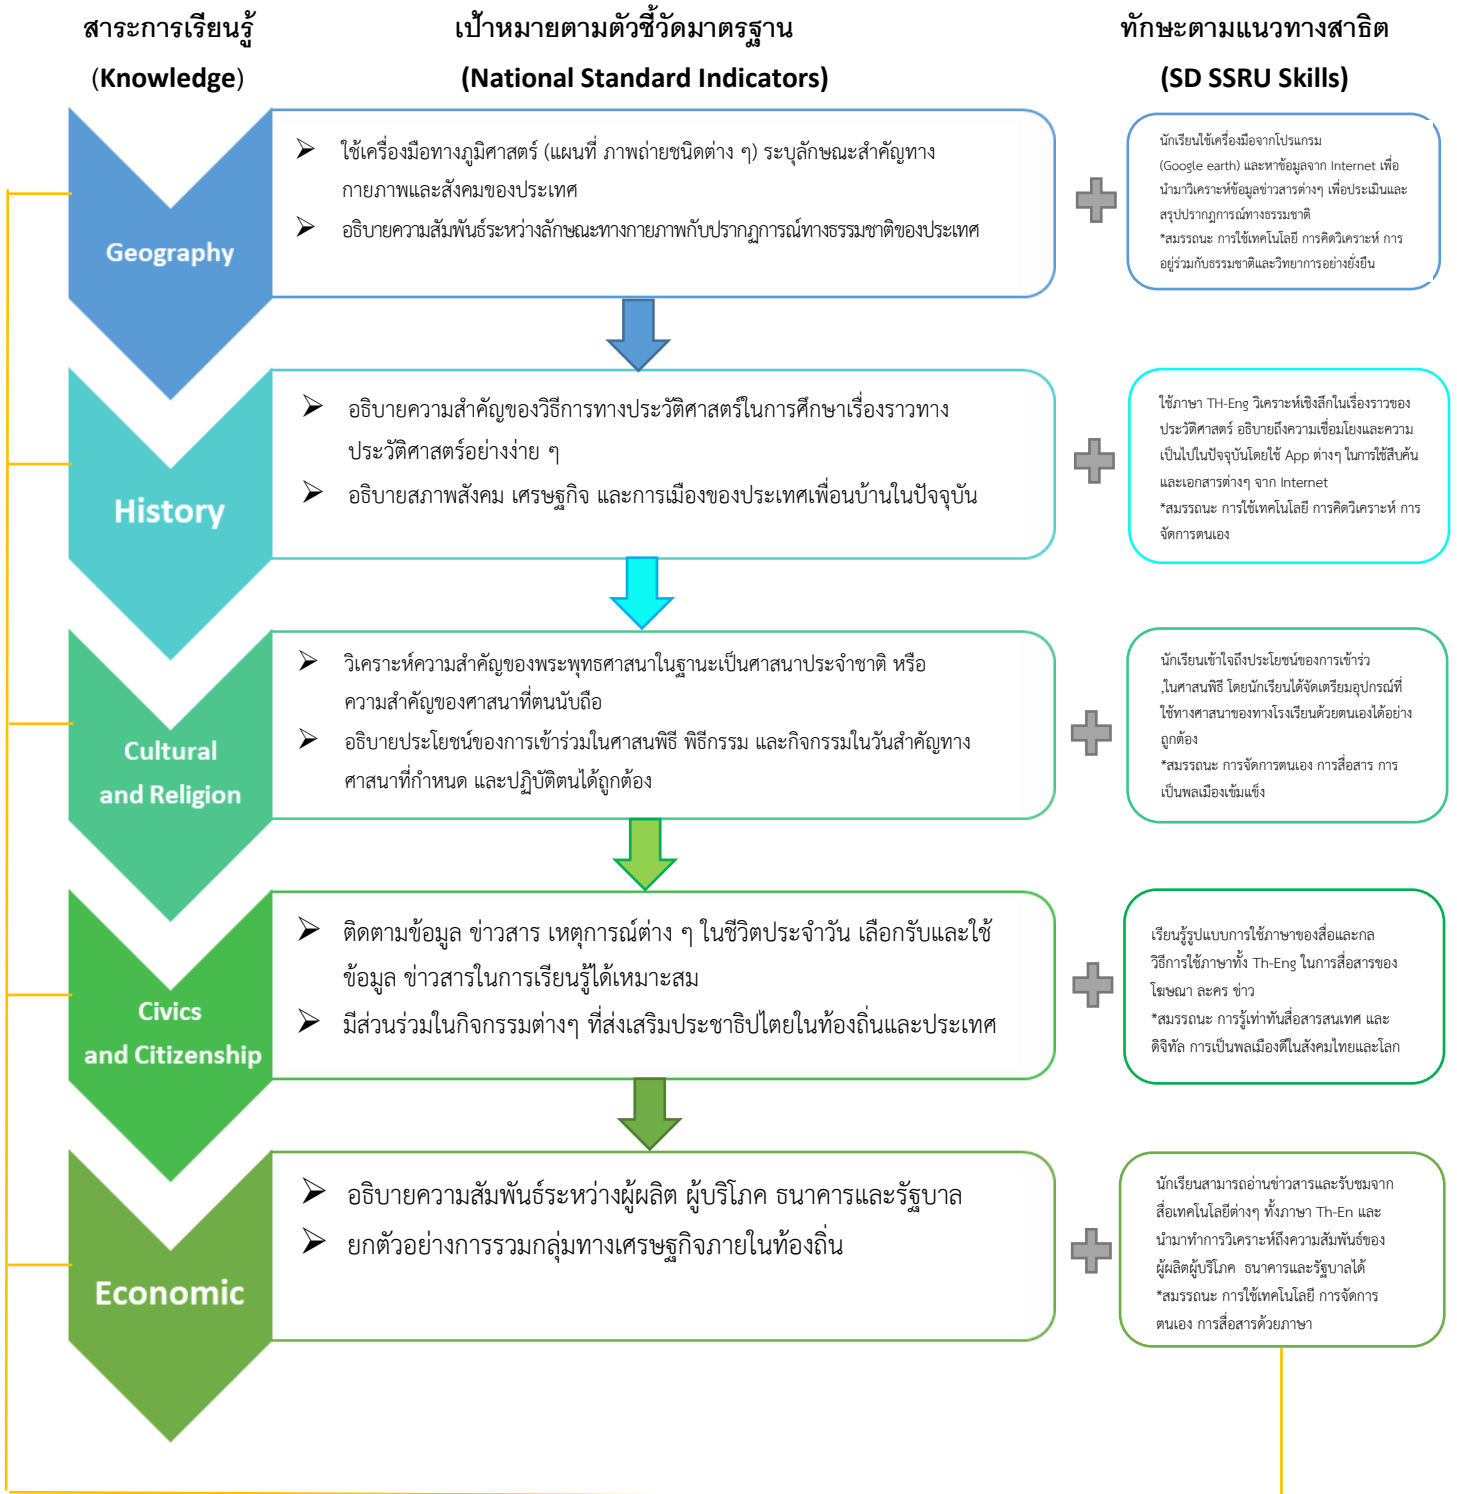 สาระการเรียนรู้
(Knowledge)
เป้าหมายตามตัวชี้วัดมาตรฐาน
(National Standard Indicators)
ทักษะตามแนวทางสาธิต
(SD SSRU Skills)
Geography
➢ ใช้เครื่องมือทางภูมิศาสตร์ (แผนที่ ภาพถ่ายชนิดต่าง ๆ) ระบุลักษณะสำคัญทาง
กายภาพและสังคมของประเทศ
➢ อธิบายความสัมพันธ์ระหว่างลักษณะทางกายภาพกับปรากฏการณ์ทางธรรมชาติของประเทศ
นักเรียนใช้เครื่องมือจากโปรแกรม
(Google earth) และหาข้อมูลจาก Internet เพื่อ
นำมาวิเคราะห์ข้อมูลข่าวสารต่างๆ เพื่อประเมินและ
สรุปปรากฎการณ์ทางธรรมชาติ
*สมรรถนะ การใช้เทคโนโลยี การคิดวิเคราะห์ การ
อยู่ร่วมกับธรรมชาติและวิทยาการอย่างยั่งยืน
History
➢ อธิบายความสำคัญของวิธีการทางประวัติศาสตร์ในการศึกษาเรื่องราวทาง
ประวัติศาสตร์อย่างง่าย ๆ
➢ อธิบายสภาพสังคม เศรษฐกิจ และการเมืองของประเทศเพื่อนบ้านในปัจจุบัน
ใช้ภาษา TH-Eng วิเคราะห์เชิงลึกในเรื่องราวของ
ประวัติศาสตร์ อธิบายถึงความเชื่อมโยงและความ
เป็นไปในปัจจุบันโดยใช้ App ต่างๆ ในการใช้สืบค้น
และเอกสารต่างๆ จาก Internet
*สมรรถนะ การใช้เทคโนโลยี การคิดวิเคราะห์ การ
จัดการตนเอง
Cultural
and Religion
➢ วิเคราะห์ความสำคัญของพระพุทธศาสนาในฐานะเป็นศาสนาประจำชาติ หรือ
ความสำคัญของศาสนาที่ตนนับถือ
➢ อธิบายประโยชน์ของการเข้าร่วมในศาสนพิธี พิธีกรรม และกิจกรรมในวันสำคัญทาง
ศาสนาที่กำหนด และปฏิบัติตนได้ถูกต้อง
นักเรียนเข้าใจถึงประโยชน์ของการเข้าร่ว
,ในศาสนพิธี โดยนักเรียนได้จัดเตรียมอุปกรณ์ที่
ใช้ทางศาสนาของทางโรงเรียนด้วยตนเองได้อย่าง
ถูกต้อง
*สมรรถนะ การจัดการตนเอง การสื่อสาร การ
เป็นพลเมืองเข้มแข็ง
Civics
and Citizenship
➢ ติดตามข้อมูล ข่าวสาร เหตุการณ์ต่าง ๆ ในชีวิตประจำวัน เลือกรับและใช้
ข้อมูล ข่าวสารในการเรียนรู้ได้เหมาะสม
➢ มีส่วนร่วมในกิจกรรมต่างๆ ที่ส่งเสริมประชาธิปไตยในท้องถิ่นและประเทศ
เรียนรู้รูปแบบการใช้ภาษาของสื่อและกล
วิธีการใช้ภาษาทั้ง Th-Eng ในการสื่อสารของ
โฆษณา ละคร ข่าว
*สมรรถนะ การรู้เท่าทันสื่อสารสนเทศ และ
ดิจิทัล การเป็นพลเมืองดีในสังคมไทยและโลก
Economic
➢ อธิบายความสัมพันธ์ระหว่างผู้ผลิต ผู้บริโภค ธนาคารและรัฐบาล
➢ ยกตัวอย่างการรวมกลุ่มทางเศรษฐกิจภายในท้องถิ่น
นักเรียนสามารถอ่านข่าวสารและรับชมจาก
สื่อเทคโนโลยีต่างๆ ทั้งภาษา Th-En และ
นำมาทำการวิเคราะห์ถึงความสัมพันธ์ของ
ผู้ผลิตผู้บริโภค ธนาคารและรัฐบาลได้
*สมรรถนะ การใช้เทคโนโลยี การจัดการ
ตนเอง การสื่อสารด้วยภาษา